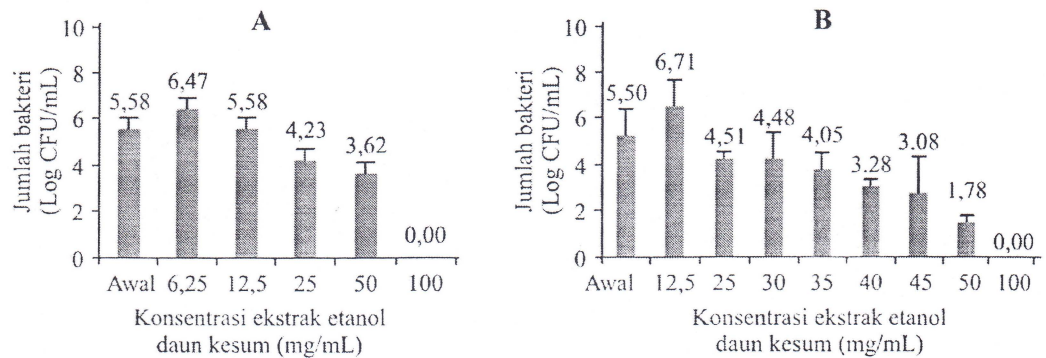 A
Jumlah bakteri
(Log CFU/mL)
10
8
6
4
2
0
5,58
6,47
5,58
4,23
3,62
0,00
Awal 6,25 12,5 25 50 100
Konsentrasi ekstrak etanol
daun kesum (mg/mL)
B
Jumlah bakteri
(Log CFU/mL)
10
8
6
4
2
0
5,50
6,71
4,51
4,48
4,05
3.28
3.08
1,78
0,00
Awal 12,5 25 30 35 40 45 50 100
Konsentrasi ekstrak etanol
daun kesum (mg/mL)